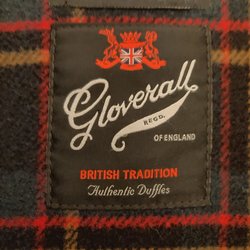 Gloverall
REGD.
OF ENGLAND
BRITISH TRADITION
Authentic Duffles